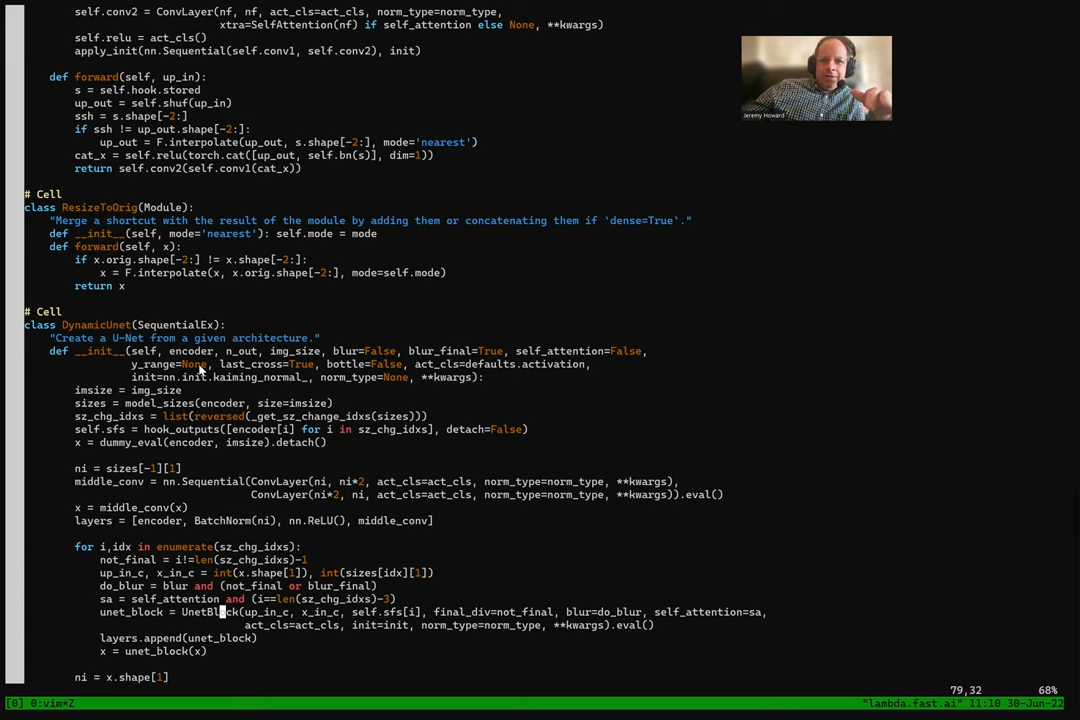 self.conv2 = ConvLayer(nf, nf, act_cls=act_cls, norm_type=norm_type,
xtra=SelfAttention(nf) if self_attention else None, **kwargs)
self.relu = act_cls()
apply_init(nn.Sequential(self.conv1, self.conv2), init)
def forward(self, up_in):
s = self.hook.stored
up_out = self.shuf(up_in)
ssh = s.shape[-2:]
if ssh != up_out.shape[-2:]:
up_out = F.interpolate(up_out, s.shape[-2:], mode='nearest')
cat_x = self.relu(torch.cat([up_out, self.bn(s)], dim=1))
return self.conv2(self.conv1(cat_x))
# Cell
class ResizeToOrig(Module):
"Merge a shortcut with the result of the module by adding them or concatenating them if `dense=True`."
def __init__(self, mode='nearest'): self.mode = mode
def forward(self, x):
if x.orig.shape[-2:] != x.shape[-2:]:
x = F.interpolate(x, x.orig.shape[-2:], mode=self.mode)
return x
# Cell
class DynamicUnet(SequentialEx):
"Create a U-Net from a given architecture."
def __init__(self, encoder, n_out, img_size, blur=False, blur_final=True, self_attention=False,
y_range=None, last_cross=True, bottle=False, act_cls=defaults.activation,
init=nn.init.kaiming_normal_, norm_type=None, **kwargs):
imsize = img_size
sizes = model_sizes(encoder, size=imsize)
sz_chg_idxs = list(reversed(_get_sz_change_idxs(sizes)))
self.sfs = hook_outputs([encoder[i] for i in sz_chg_idxs], detach=False)
x = dummy_eval(encoder, imsize).detach()
ni = sizes[-1][1]
middle_conv = nn.Sequential(ConvLayer(ni, ni*2, act_cls=act_cls, norm_type=norm_type, **kwargs),
ConvLayer(ni*2, ni, act_cls=act_cls, norm_type=norm_type, **kwargs)).eval()
x = middle_conv(x)
layers = [encoder, BatchNorm(ni), nn.ReLU(), middle_conv]
for i,idx in enumerate(sz_chg_idxs):
not_final = i!=len(sz_chg_idxs)-1
up_in_c, x_in_c = int(x.shape[1]), int(sizes[idx][1])
do_blur = blur and (not_final or blur_final)
sa = self_attention and (i==len(sz_chg_idxs)-3)
unet_block = UnetBlock(up_in_c, x_in_c, self.sfs[i], final_div=not_final, blur=do_blur, self_attention=sa,
act_cls=act_cls, init=init, norm_type=norm_type, **kwargs).eval()
layers.append(unet_block)
x = unet_block(x)
ni = x.shape[1]
79,32 68%
[0] 0:vim*Z "lambda.fast.ai" 11:10 30-Jun-22
Jeremy Howard